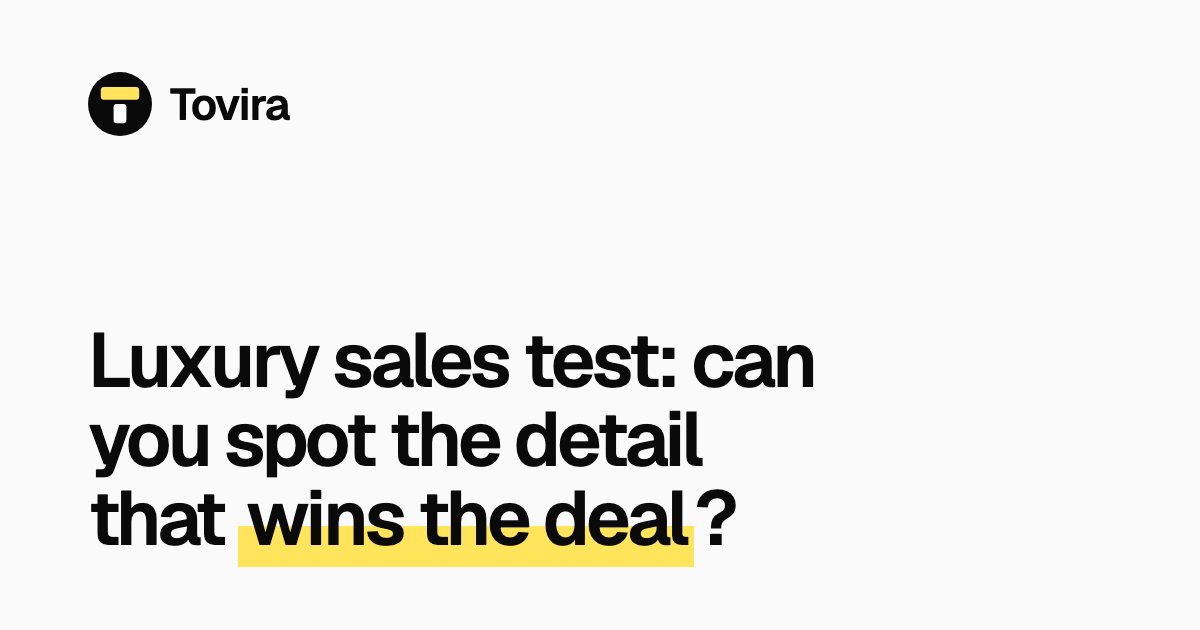 Tovira
Luxury sales test: can
you spot the detail
that wins the deal?